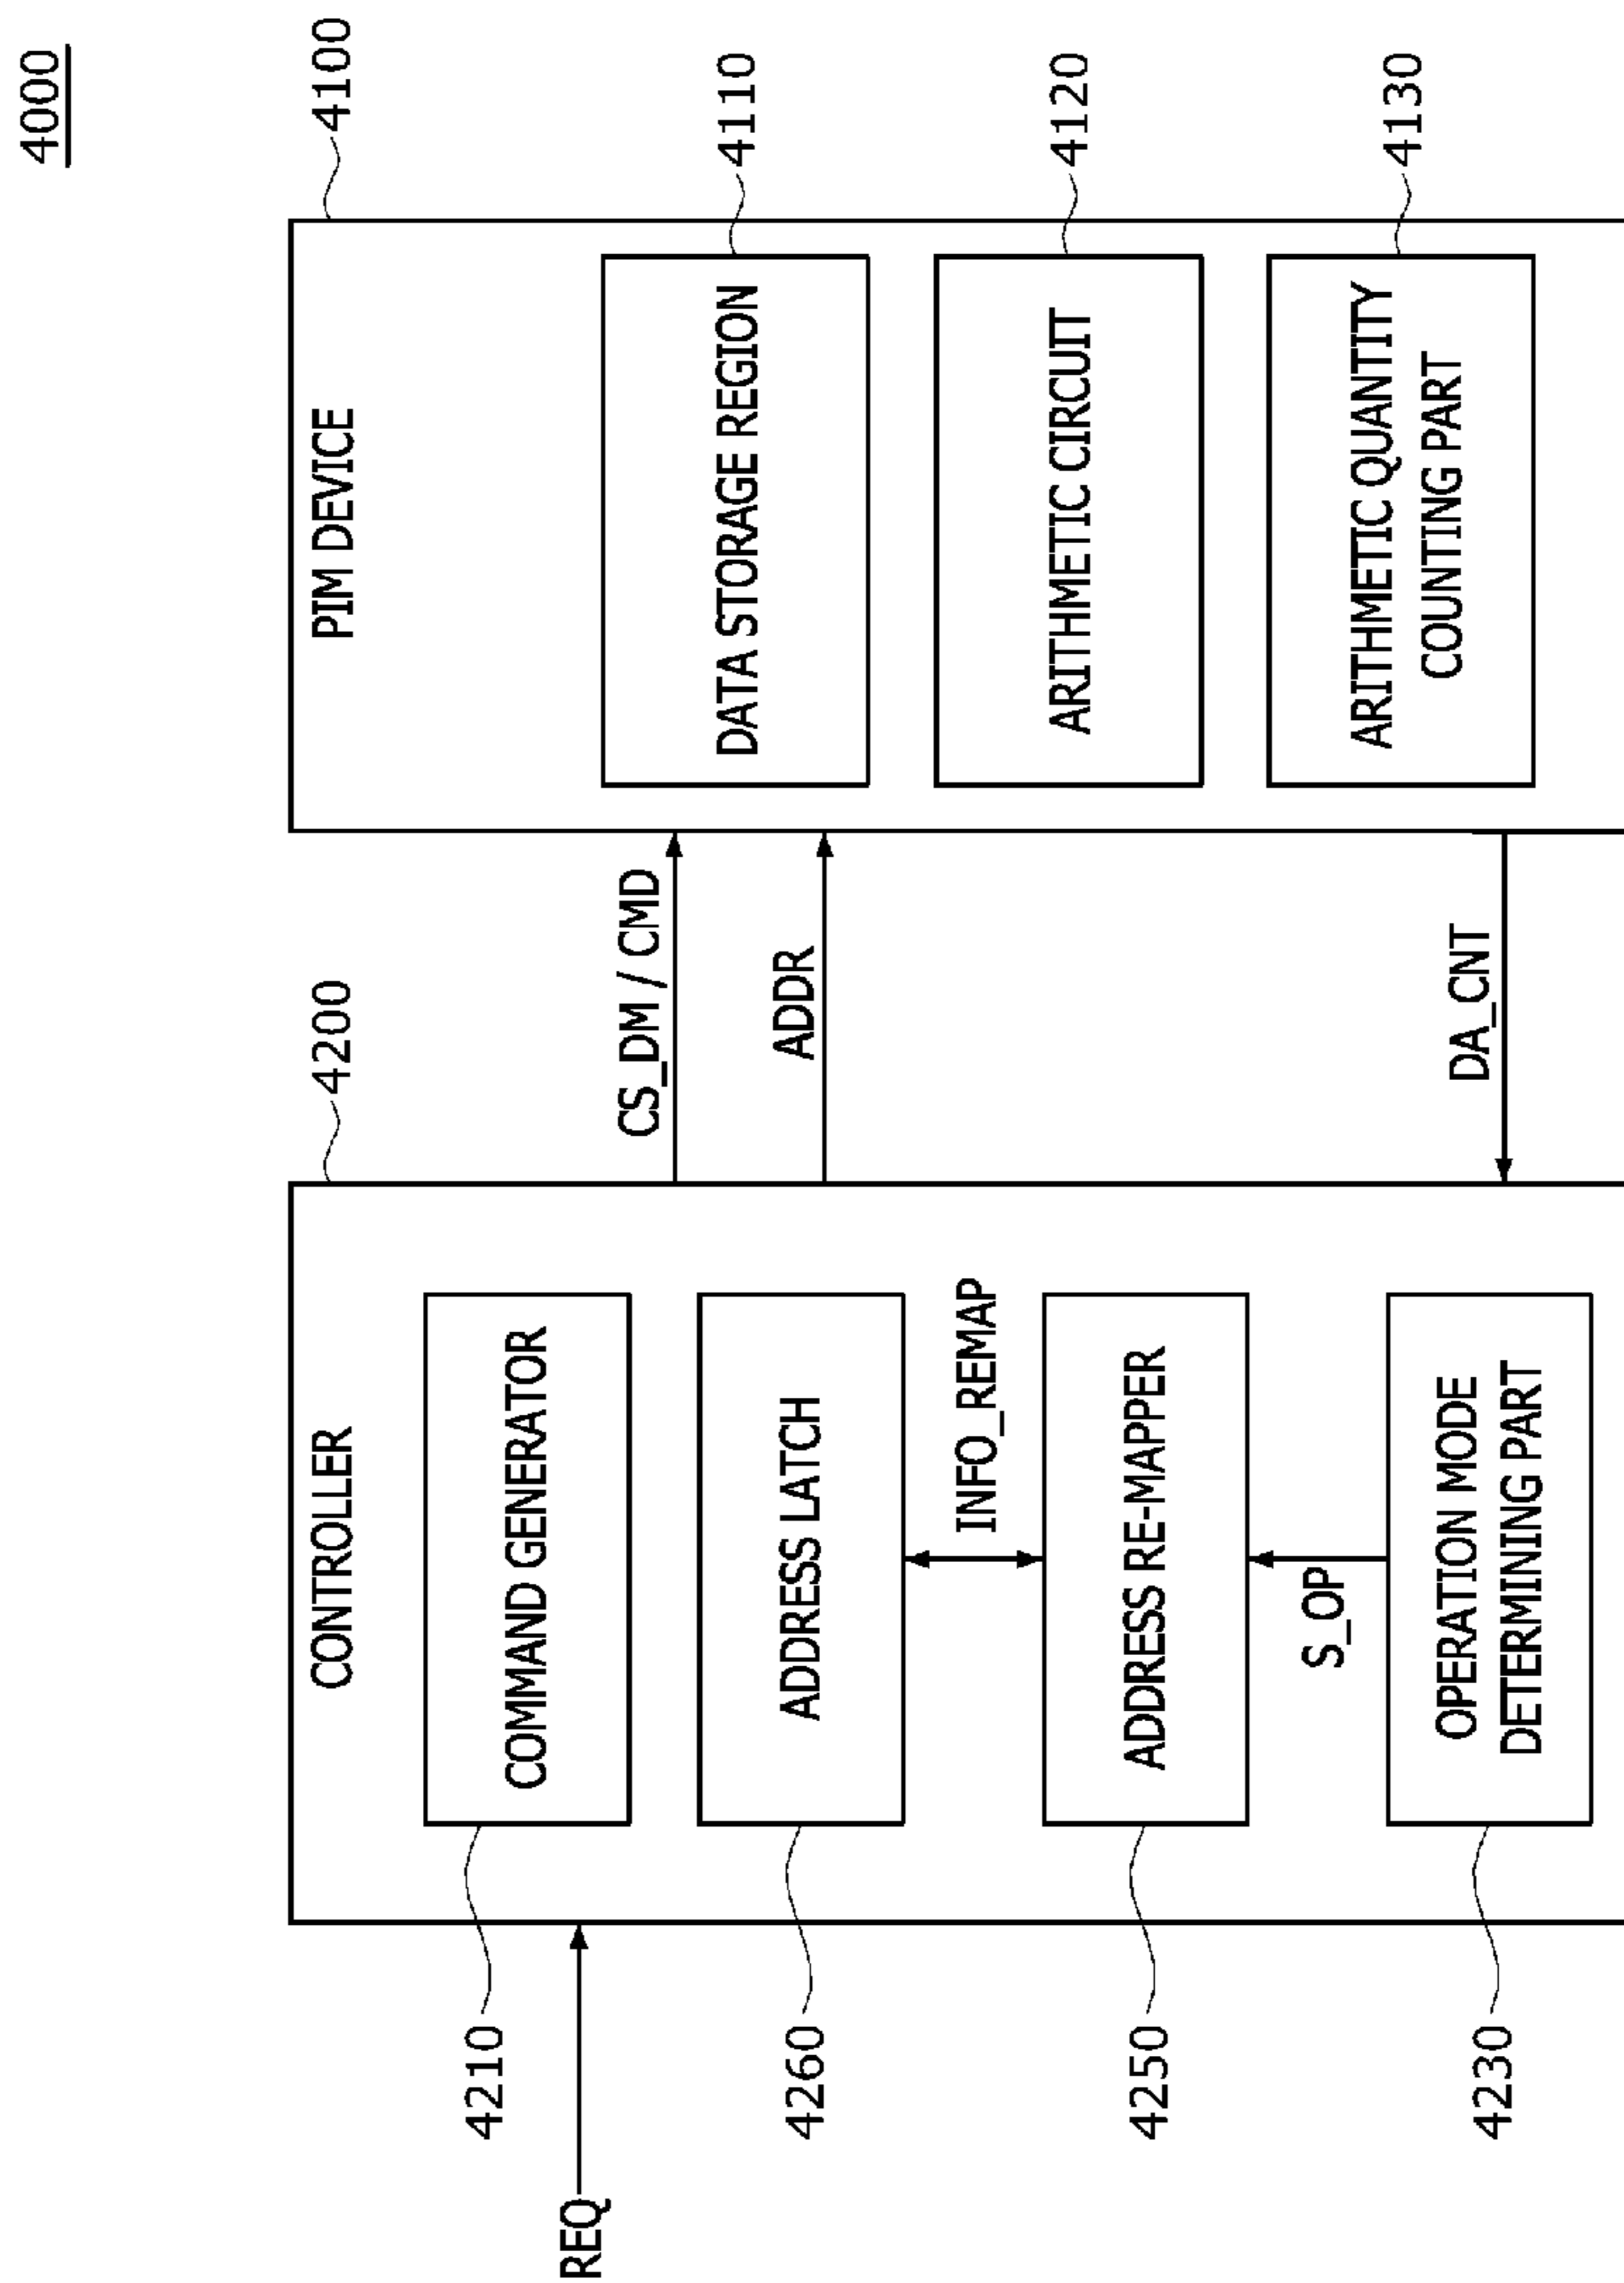 4000
4200
4100
CONTROLLER
PIM DEVICE
REQ
4210
COMMAND GENERATOR
CS_DM / CMD
4110
DATA STORAGE REGION
ADDR
4260
ADDRESS LATCH
INFO_REMAP
4120
ARITHMETIC CIRCUIT
4250
ADDRESS RE-MAPPER
S_OP
4130
ARITHMETIC QUANTITY
COUNTING PART
DA_CNT
4230
OPERATION MODE
DETERMINING PART